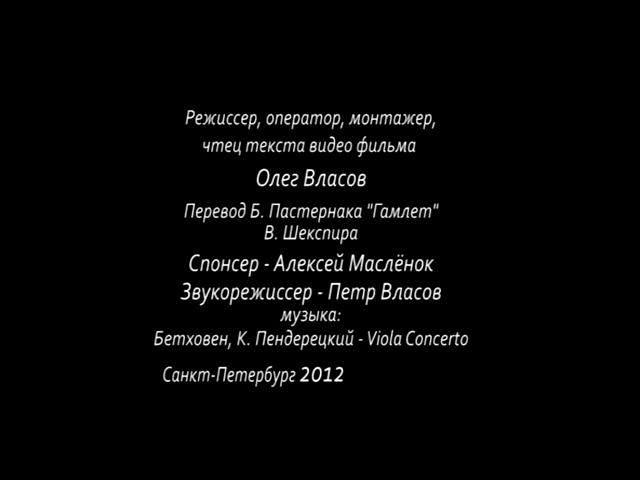 Режиссер, оператор, монтажер,
чтец текста видео фильма
Олег Власов
Перевод Б. Пастернака "Гамлет"
В. Шекспира
Спонсер - Алексей Маслёнок
Звукорежиссер - Петр Власов
музыка:
Бетховен, К. Пендерецкий - Viola Concerto
Санкт-Петербург 2012